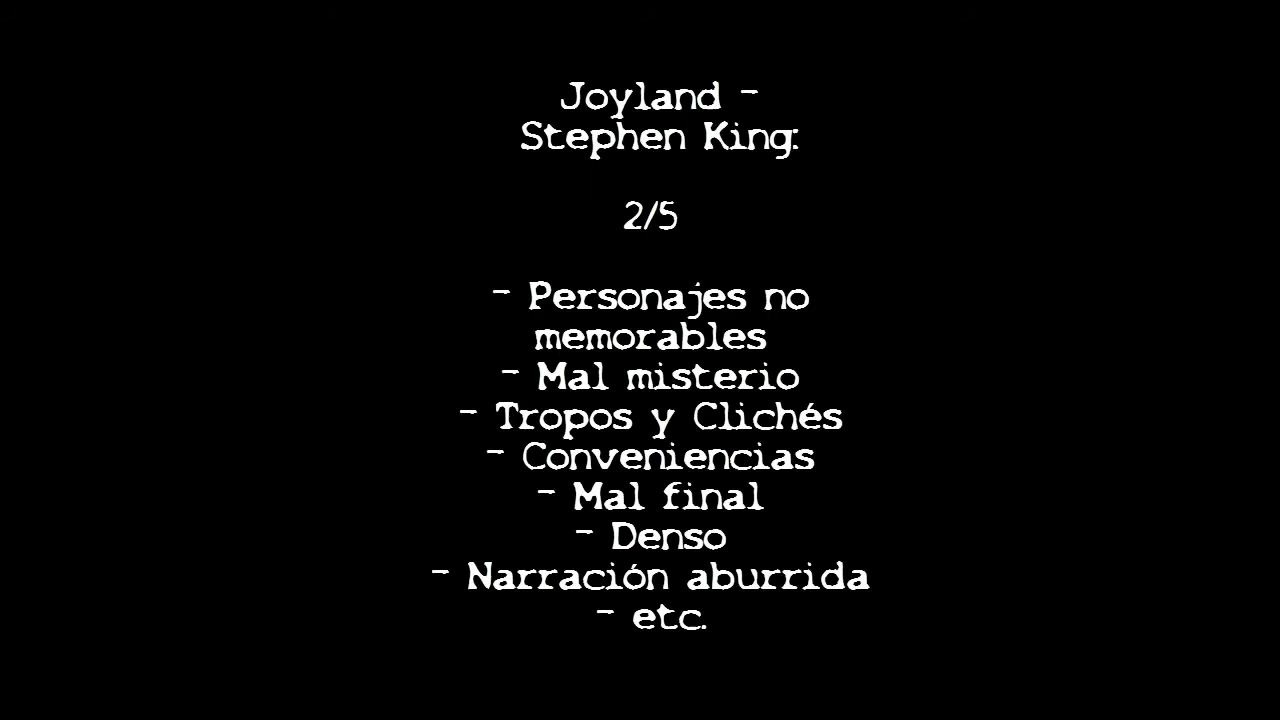 Joyland -
Stephen King:
2/5
- Personajes no
memorables
- Mal misterio
- Tropos y Clichés
- Conveniencias
- Mal final
- Denso
- Narración aburrida
- etc.